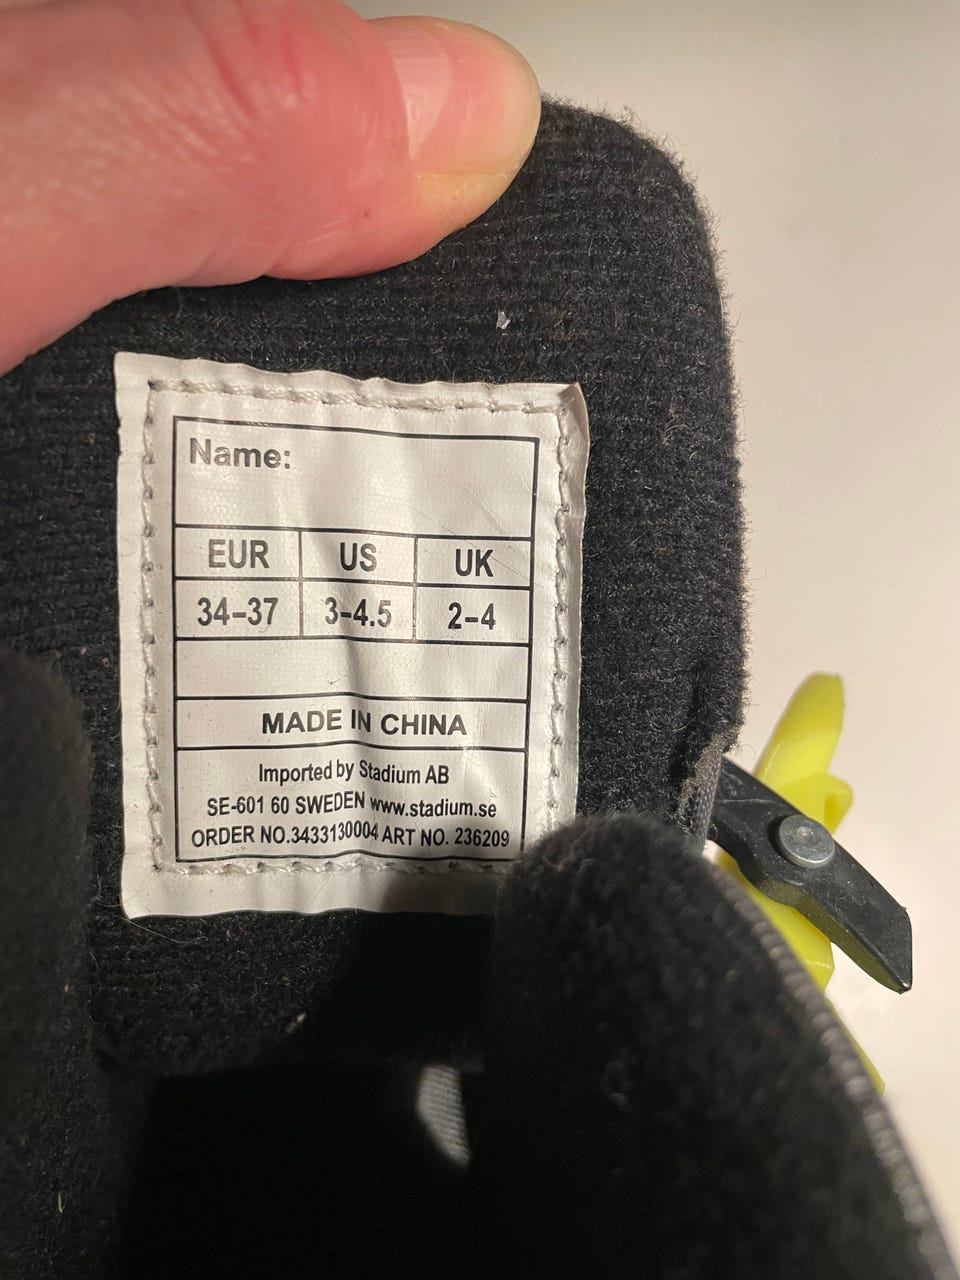 Name:
EUR US UK
34-37 3-4.5 2-4
MADE IN CHINA
Imported by Stadium AB
SE-601 60 SWEDEN www.stadium.se
ORDER NO.3433130004 ART NO. 236209